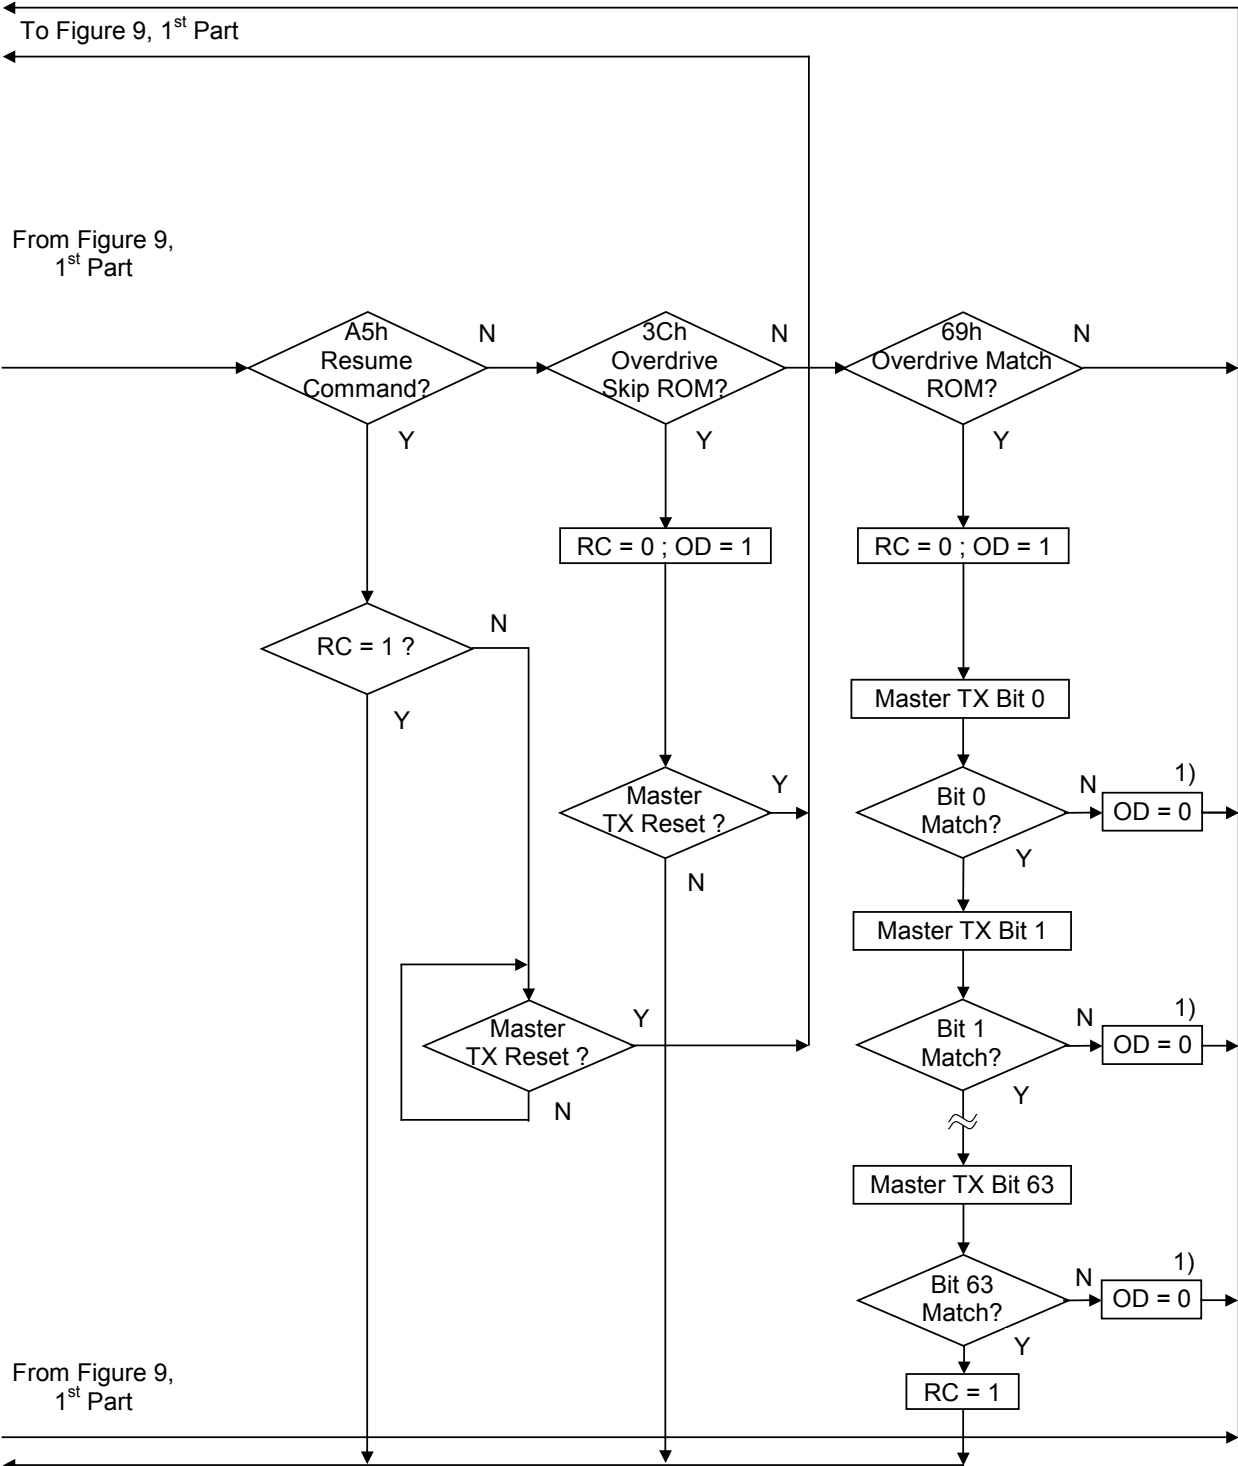 To Figure 9, 1st Part
From Figure 9,
1st Part
A5h
Resume
Command?
N
Y
3Ch
Overdrive
Skip ROM?
N
Y
69h
Overdrive Match
ROM?
N
Y
RC = 0 ; OD = 1
RC = 0 ; OD = 1
RC = 1 ?
N
Y
Master TX Bit 0
Master
TX Reset ?
Y
N
Bit 0
Match?
N
Y
1)
OD = 0
Master TX Bit 1
Master
TX Reset ?
Y
N
Bit 1
Match?
N
Y
1)
OD = 0
Master TX Bit 63
Bit 63
Match?
N
Y
1)
OD = 0
From Figure 9,
1st Part
RC = 1